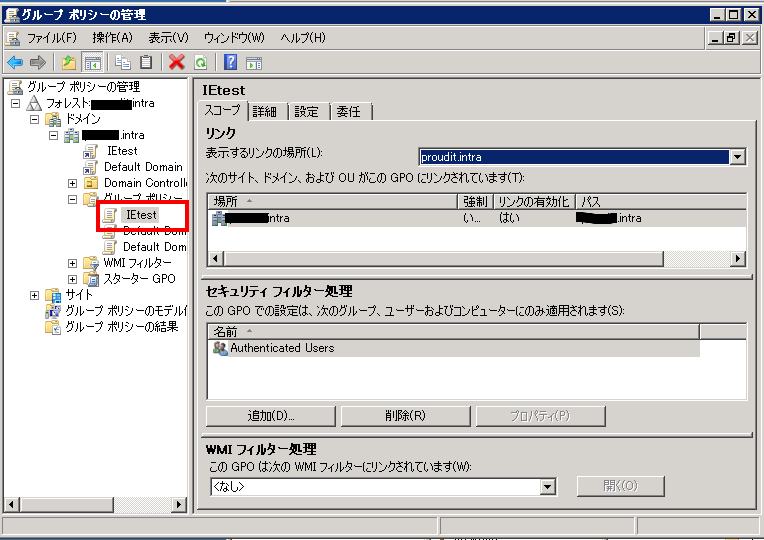 グループ ポリシーの管理
ファイル(F) 操作(A) 表示(V) ウィンドウ(W) ヘルプ(H)
グループ ポリシーの管理
フォレスト: intra
ドメイン
.intra
IEtest
Default Domain
Domain Controlle
グループ ポリシー
IEtest
Default Dom
Default Dom
WMI フィルター
スターター GPO
サイト
グループ ポリシーのモデル
グループ ポリシーの結果
IEtest
スコープ 詳細 設定 委任
リンク
表示するリンクの場所(L): proudit.intra
次のサイト、ドメイン、および OU がこの GPO にリンクされています(T):
場所 強制 リンクの有効化 パス
intra い... はい .intra
セキュリティ フィルター処理
この GPO での設定は、次のグループ、ユーザーおよびコンピューターにのみ適用されます(S):
名前
Authenticated Users
追加(D)... 削除(R) プロパティ(P)
WMI フィルター処理
この GPO は次の WMI フィルターにリンクされています(W):
<なし> 開く(O)